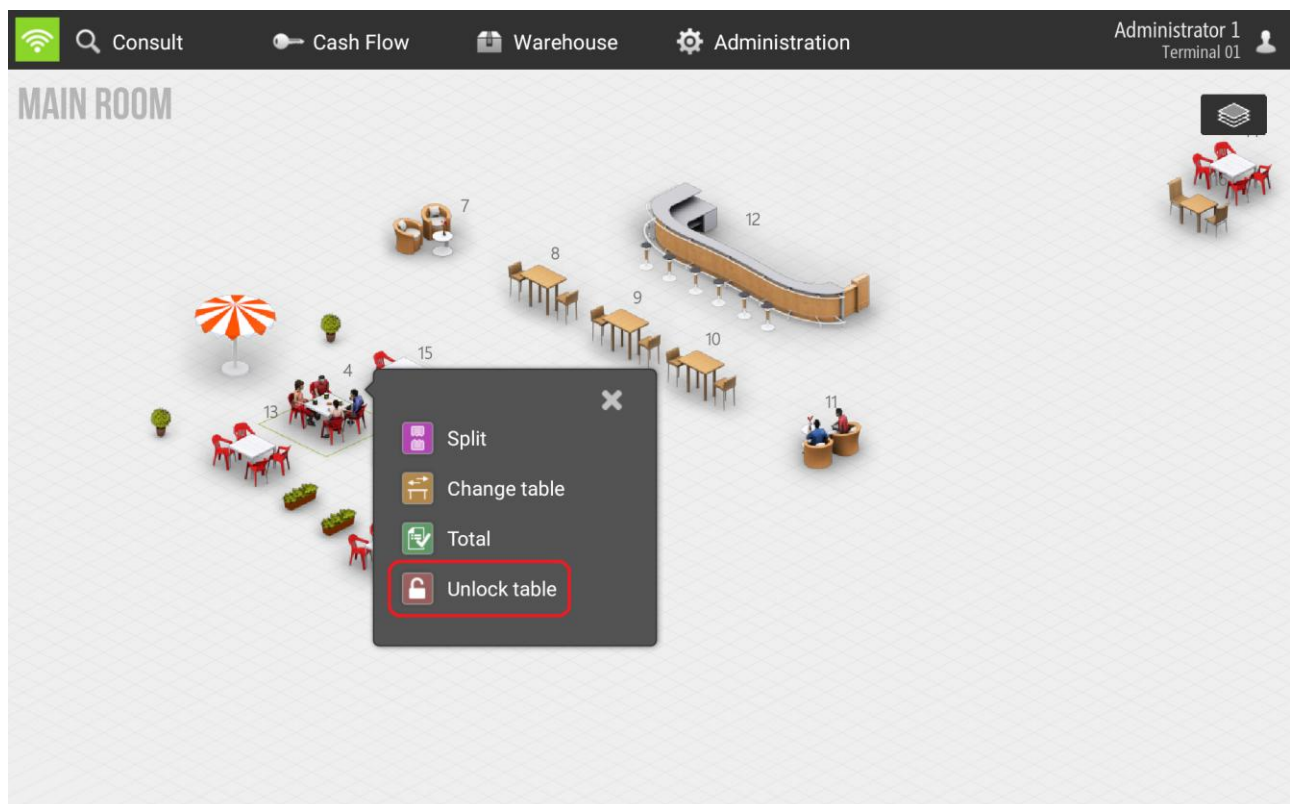 Consult
Cash Flow
Warehouse
Administration
Administrator 1
Terminal 01
MAIN ROOM
7
12
8
9
10
15
4
13
11
Split
Change table
Total
Unlock table